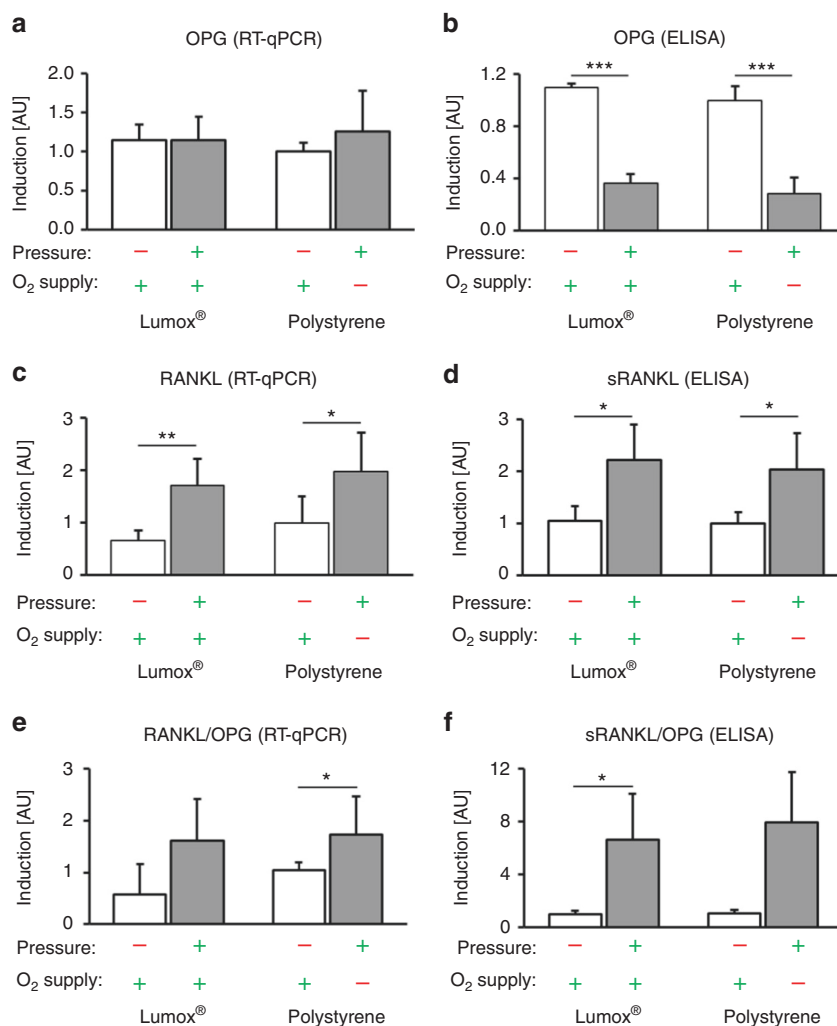 a
OPG (RT-qPCR)
Induction [AU]
2.0
1.5
1.0
0.5
0.0
Pressure: − + − +
O₂ supply: + + + −
Lumox® Polystyrene
b
OPG (ELISA)
Induction [AU]
1.2
0.8
0.4
0.0
*** ***
− + − +
+ + + −
Lumox® Polystyrene
c
RANKL (RT-qPCR)
Induction [AU]
3
2
1
0
** *
Pressure: − + − +
O₂ supply: + + + −
Lumox® Polystyrene
d
sRANKL (ELISA)
Induction [AU]
3
2
1
0
* *
Pressure: − + − +
O₂ supply: + + + −
Lumox® Polystyrene
e
RANKL/OPG (RT-qPCR)
Induction [AU]
3
2
1
0
*
Pressure: − + − +
O₂ supply: + + + −
Lumox® Polystyrene
f
sRANKL/OPG (ELISA)
Induction [AU]
12
8
4
0
*
Pressure: − + − +
O₂ supply: + + + −
Lumox® Polystyrene